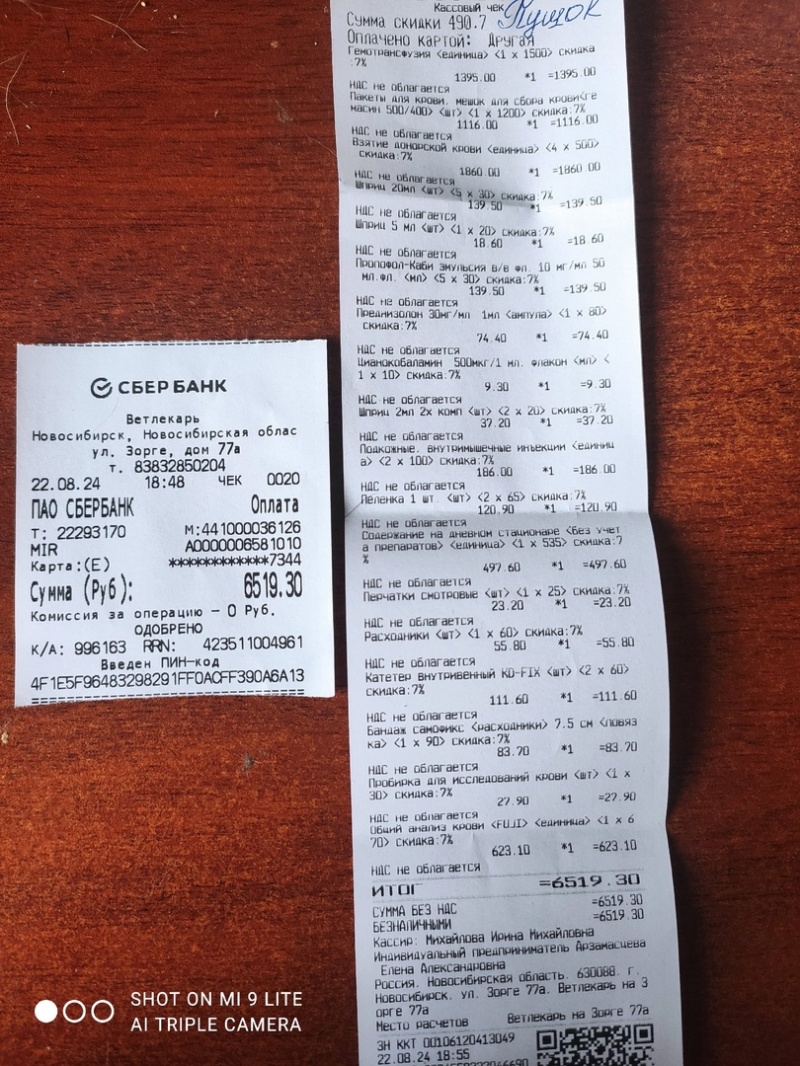 СБЕР БАНК
Ветлекарь
Новосибирск, Новосибирская облас
ул. Зорге, дом 77а
т. 83832850204
22.08.24 18:48 ЧЕК 0020
ПАО СБЕРБАНК Оплата
Т: 22293170 М:441000036126
MIR A0000006581010
Карта:(E) ************7344
Сумма (Руб): 6519.30
Комиссия за операцию – 0 Руб.
ОДОБРЕНО
К/А: 996163 RRN: 423511004961
Введен ПИН-код
4F1E5F96483298291FF0ACFF390A6A13
==============================
Кассовый чек
Сумма скидки 490.7
Оплачено картой: Другая
Гемотрансфузия <единица> <1 x 1500> скидка
:7%
1395.00 *1 =1395.00
НДС не облагается
Пакеты для крови, мешок для сбора крови<ге
масин 500/400> <шт> <1 x 1200> скидка:7%
1116.00 *1 =1116.00
НДС не облагается
Взятие донорской крови <единица> <4 x 500>
скидка:7%
1860.00 *1 =1860.00
НДС не облагается
Шприц 20мл <шт> <5 x 30> скидка:7%
139.50 *1 =139.50
НДС не облагается
Шприц 5 мл <шт> <1 x 20> скидка:7%
18.60 *1 =18.60
НДС не облагается
Пропофол-Каби эмульсия в/в фл. 10 мг/мл 50
мл.фл. <мл> <5 x 30> скидка:7%
139.50 *1 =139.50
НДС не облагается
Преднизолон 30мг/мл 1мл <ампула> <1 x 80>
скидка:7%
74.40 *1 =74.40
НДС не облагается
Цианокобаламин 500мкг/1 мл. флакон <мл> <
1 x 10> скидка:7%
9.30 *1 =9.30
НДС не облагается
Шприц 2мл 2х комп <шт> <2 x 20> скидка:7%
37.20 *1 =37.20
НДС не облагается
Подкожные, внутримышечные инъекции <единиц
а> <2 x 100> скидка:7%
186.00 *1 =186.00
НДС не облагается
Пеленка 1 шт. <шт> <2 x 65> скидка:7%
120.90 *1 =120.90
НДС не облагается
Содержание на дневном стационаре <без учет
а препаратов> <единица> <1 x 535> скидка:7
%
497.60 *1 =497.60
НДС не облагается
Перчатки смотровые <шт> <1 x 25> скидка:7%
23.20 *1 =23.20
НДС не облагается
Расходники <шт> <1 x 60> скидка:7%
55.80 *1 =55.80
НДС не облагается
Катетер внутривенный KD-FIX <шт> <2 x 60>
скидка:7%
111.60 *1 =111.60
НДС не облагается
Бандаж самофикс <расходники> 7.5 см <повяз
ка> <1 x 90> скидка:7%
83.70 *1 =83.70
НДС не облагается
Пробирка для исследований крови <шт> <1 x
30> скидка:7%
27.90 *1 =27.90
НДС не облагается
Общий анализ крови <FUJI> <единица> <1 x 6
70> скидка:7%
623.10 *1 =623.10
НДС не облагается
ИТОГ =6519.30
СУММА БЕЗ НДС =6519.30
БЕЗНАЛИЧНЫМИ =6519.30
Кассир: Михайлова Ирина Михайловна
Индивидуальный предприниматель Арзамасцева
Елена Александровна
Россия, Новосибирская область, 630088, г.
Новосибирск, ул. Зорге 77а, Ветлекарь на З
орге 77а
Место расчетов Ветлекарь на Зорге 77а
ЗН ККТ 00106120413049
22.08.24 18:55
SHOT ON MI 9 LITE
AI TRIPLE CAMERA